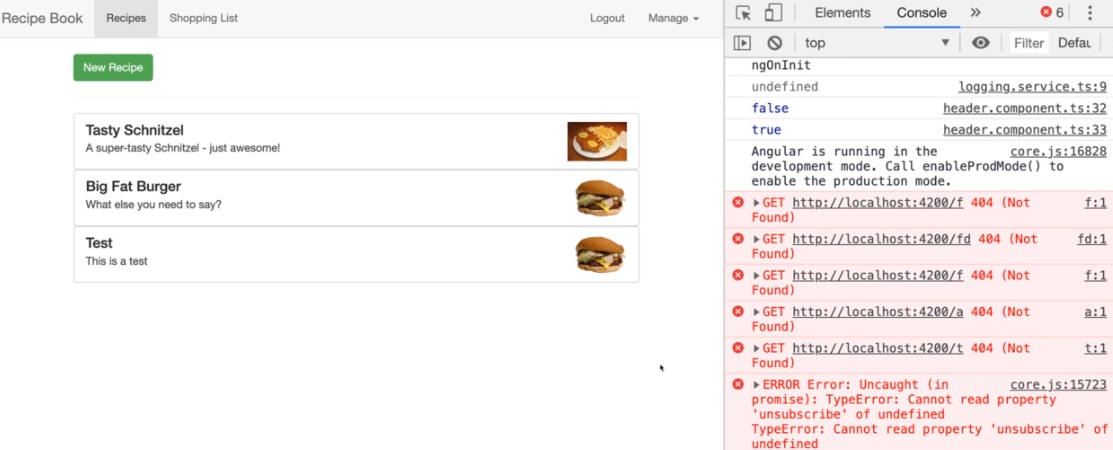 Recipe Book Recipes Shopping List Logout Manage
New Recipe
Tasty Schnitzel
A super-tasty Schnitzel - just awesome!
Big Fat Burger
What else you need to say?
Test
This is a test
Elements Console » 6
top Filter Defau
ngOnInit
undefined logging.service.ts:9
false header.component.ts:32
true header.component.ts:33
Angular is running in the core.js:16828
development mode. Call enableProdMode() to
enable the production mode.
GET http://localhost:4200/f 404 (Not f:1
Found)
GET http://localhost:4200/fd 404 (Not fd:1
Found)
GET http://localhost:4200/f 404 (Not f:1
Found)
GET http://localhost:4200/a 404 (Not a:1
Found)
GET http://localhost:4200/t 404 (Not t:1
Found)
ERROR Error: Uncaught (in core.js:15723
promise): TypeError: Cannot read property
'unsubscribe' of undefined
TypeError: Cannot read property 'unsubscribe' of
undefined